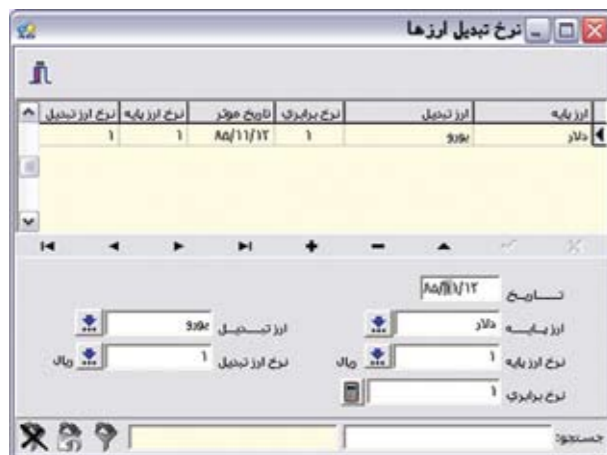 نرخ تبدیل ارزها
ارز پایه ارز تبدیل نرخ برابری تاریخ موثر نرخ ارز پایه نرخ ارز تبدیل
دلار یورو ۱ ۸۵/۱۱/۱۲ ۱ ۱
تاریخ ۸۵/۱۱/۱۲
ارز پایه دلار ارز تبدیل یورو
نرخ ارز پایه ۱ ریال نرخ ارز تبدیل ۱ ریال
نرخ برابری ۱
جستجو: